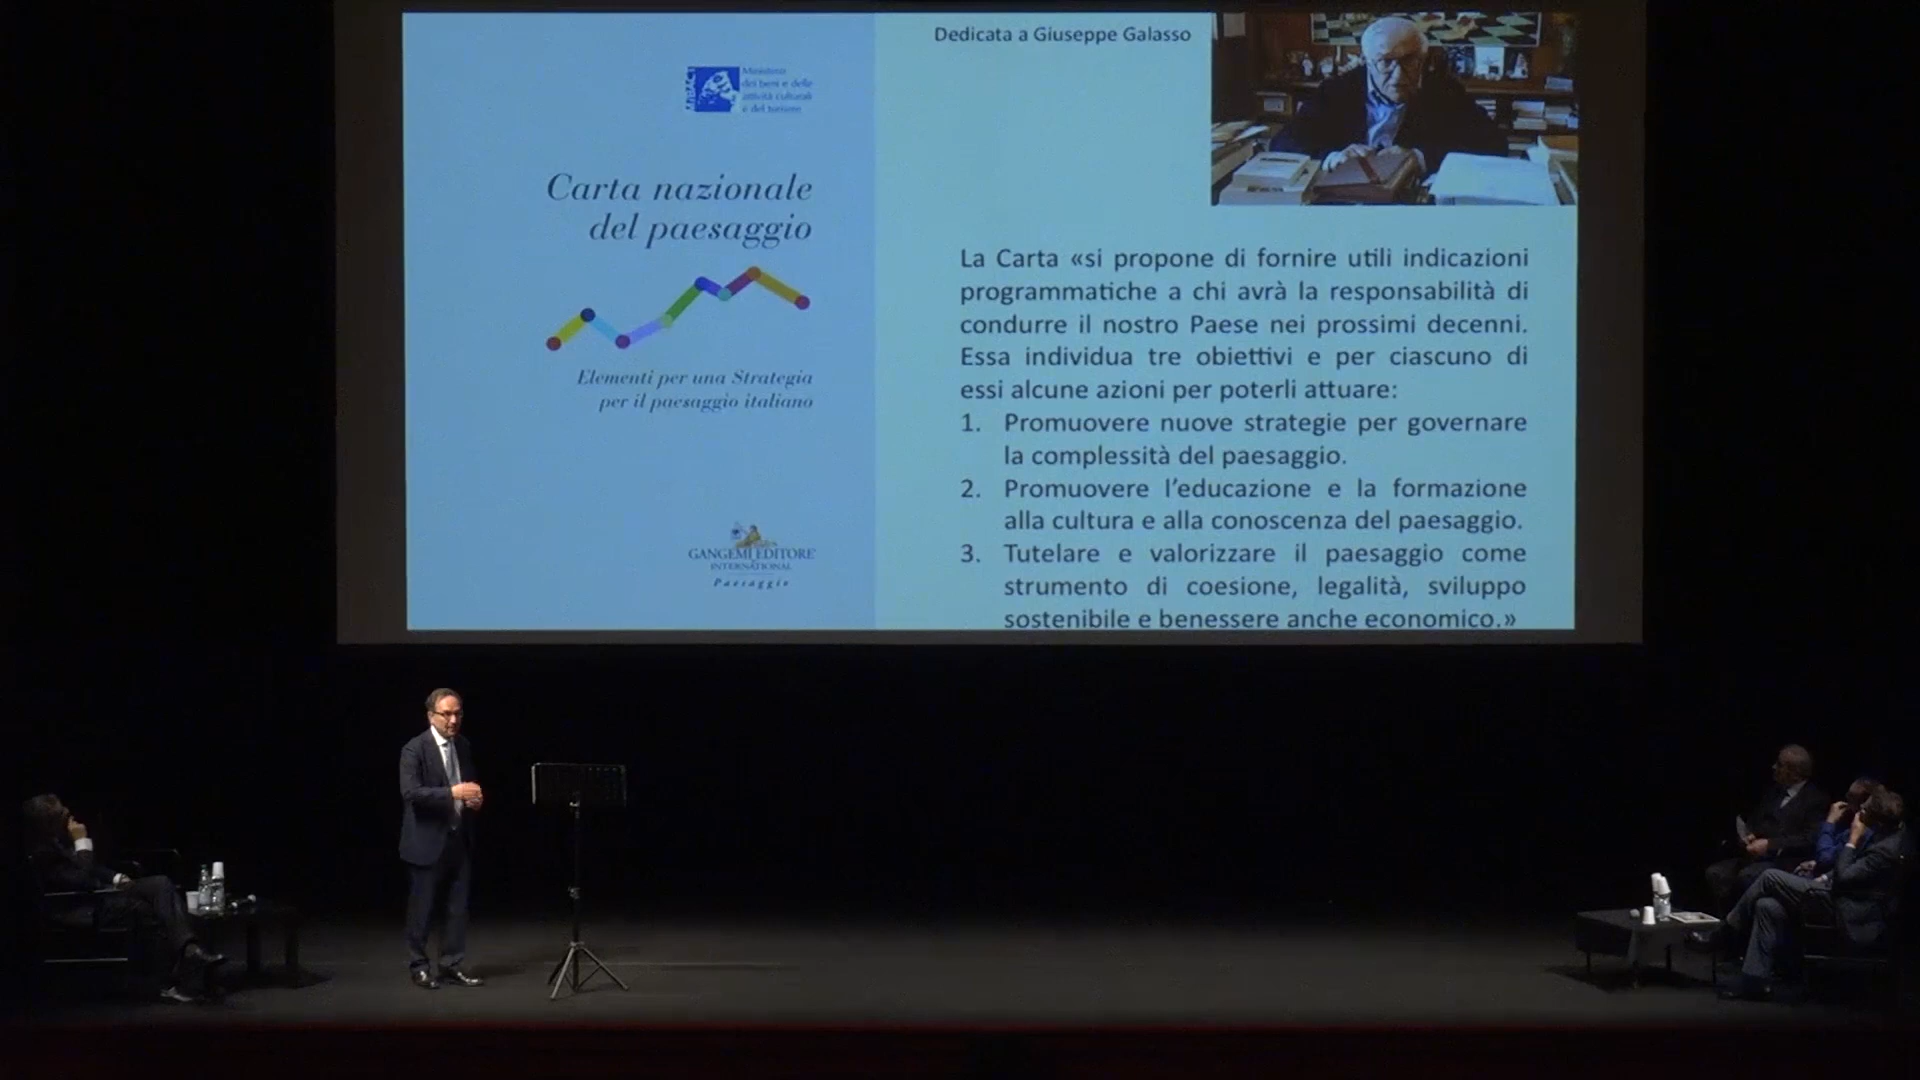 MiBACT
Ministero
dei beni e delle
attività culturali
e del turismo
Carta nazionale
del paesaggio
Elementi per una Strategia
per il paesaggio italiano
GANGEMI EDITORE
INTERNATIONAL
Paesaggio
Dedicata a Giuseppe Galasso
La Carta «si propone di fornire utili indicazioni
programmatiche a chi avrà la responsabilità di
condurre il nostro Paese nei prossimi decenni.
Essa individua tre obiettivi e per ciascuno di
essi alcune azioni per poterli attuare:
1. Promuovere nuove strategie per governare
la complessità del paesaggio.
2. Promuovere l'educazione e la formazione
alla cultura e alla conoscenza del paesaggio.
3. Tutelare e valorizzare il paesaggio come
strumento di coesione, legalità, sviluppo
sostenibile e benessere anche economico.»